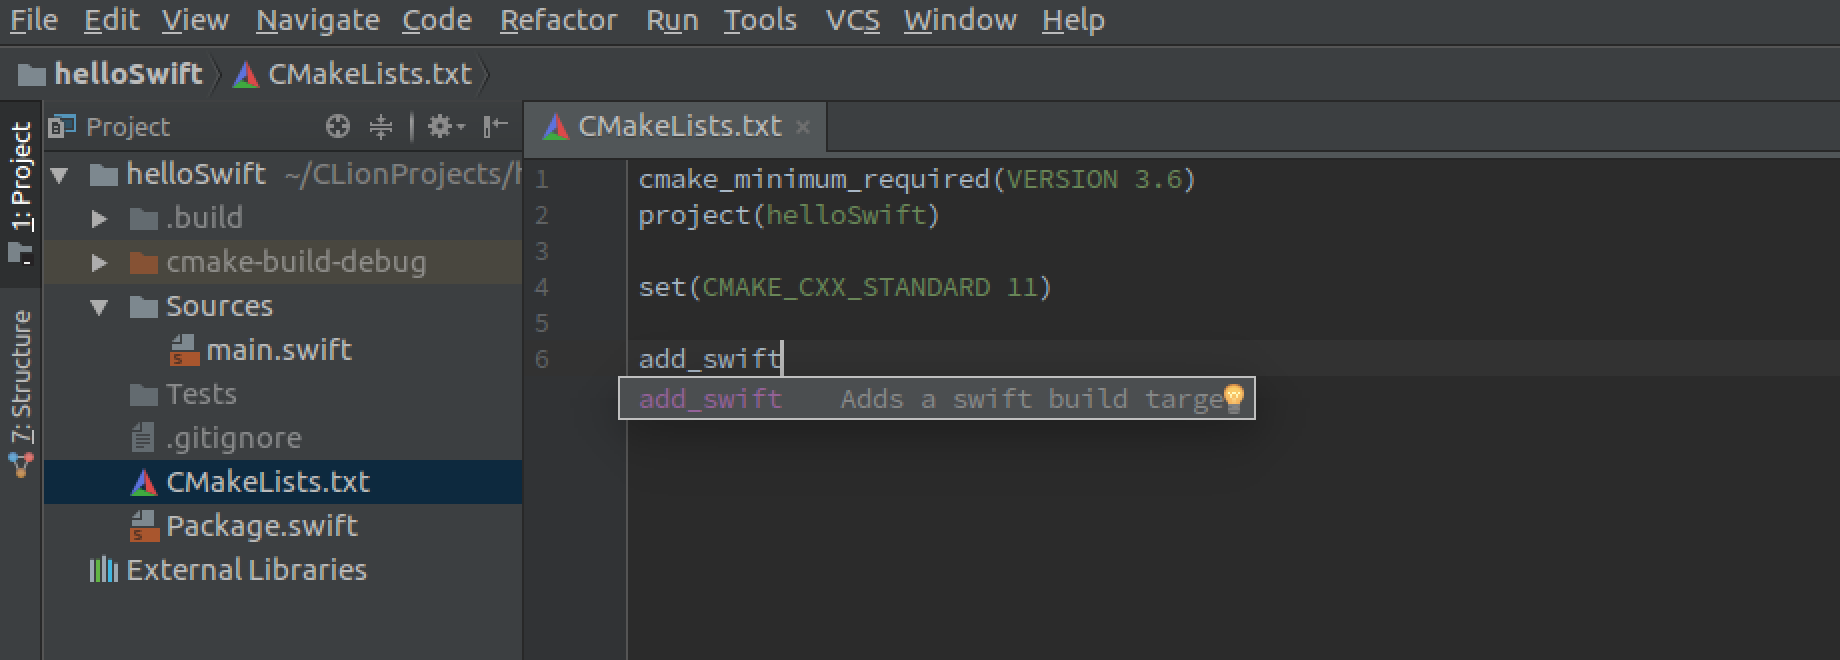 File Edit View Navigate Code Refactor Run Tools VCS Window Help
helloSwift CMakeLists.txt
1: Project
7: Structure
Project
helloSwift ~/CLionProjects/h
.build
cmake-build-debug
Sources
main.swift
Tests
.gitignore
CMakeLists.txt
Package.swift
External Libraries
CMakeLists.txt
1 cmake_minimum_required(VERSION 3.6)
2 project(helloSwift)
3
4 set(CMAKE_CXX_STANDARD 11)
5
6 add_swift
add_swift Adds a swift build targe